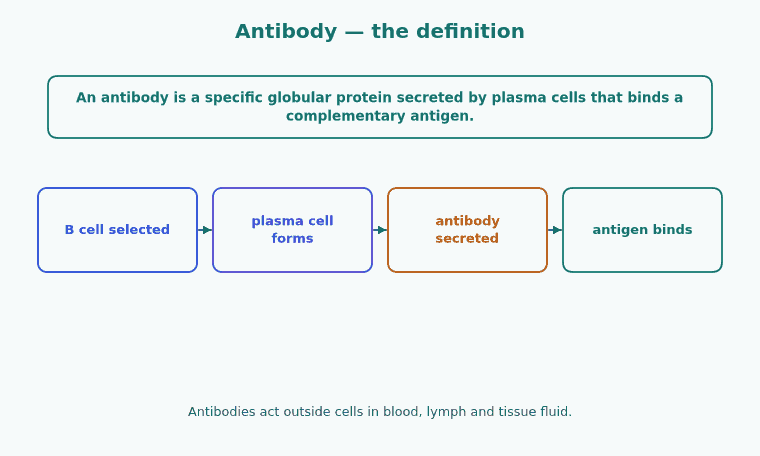 Antibody — the definition
An antibody is a specific globular protein secreted by plasma cells that binds a
complementary antigen.
B cell selected
plasma cell
forms
antibody
secreted
antigen binds
Antibodies act outside cells in blood, lymph and tissue fluid.